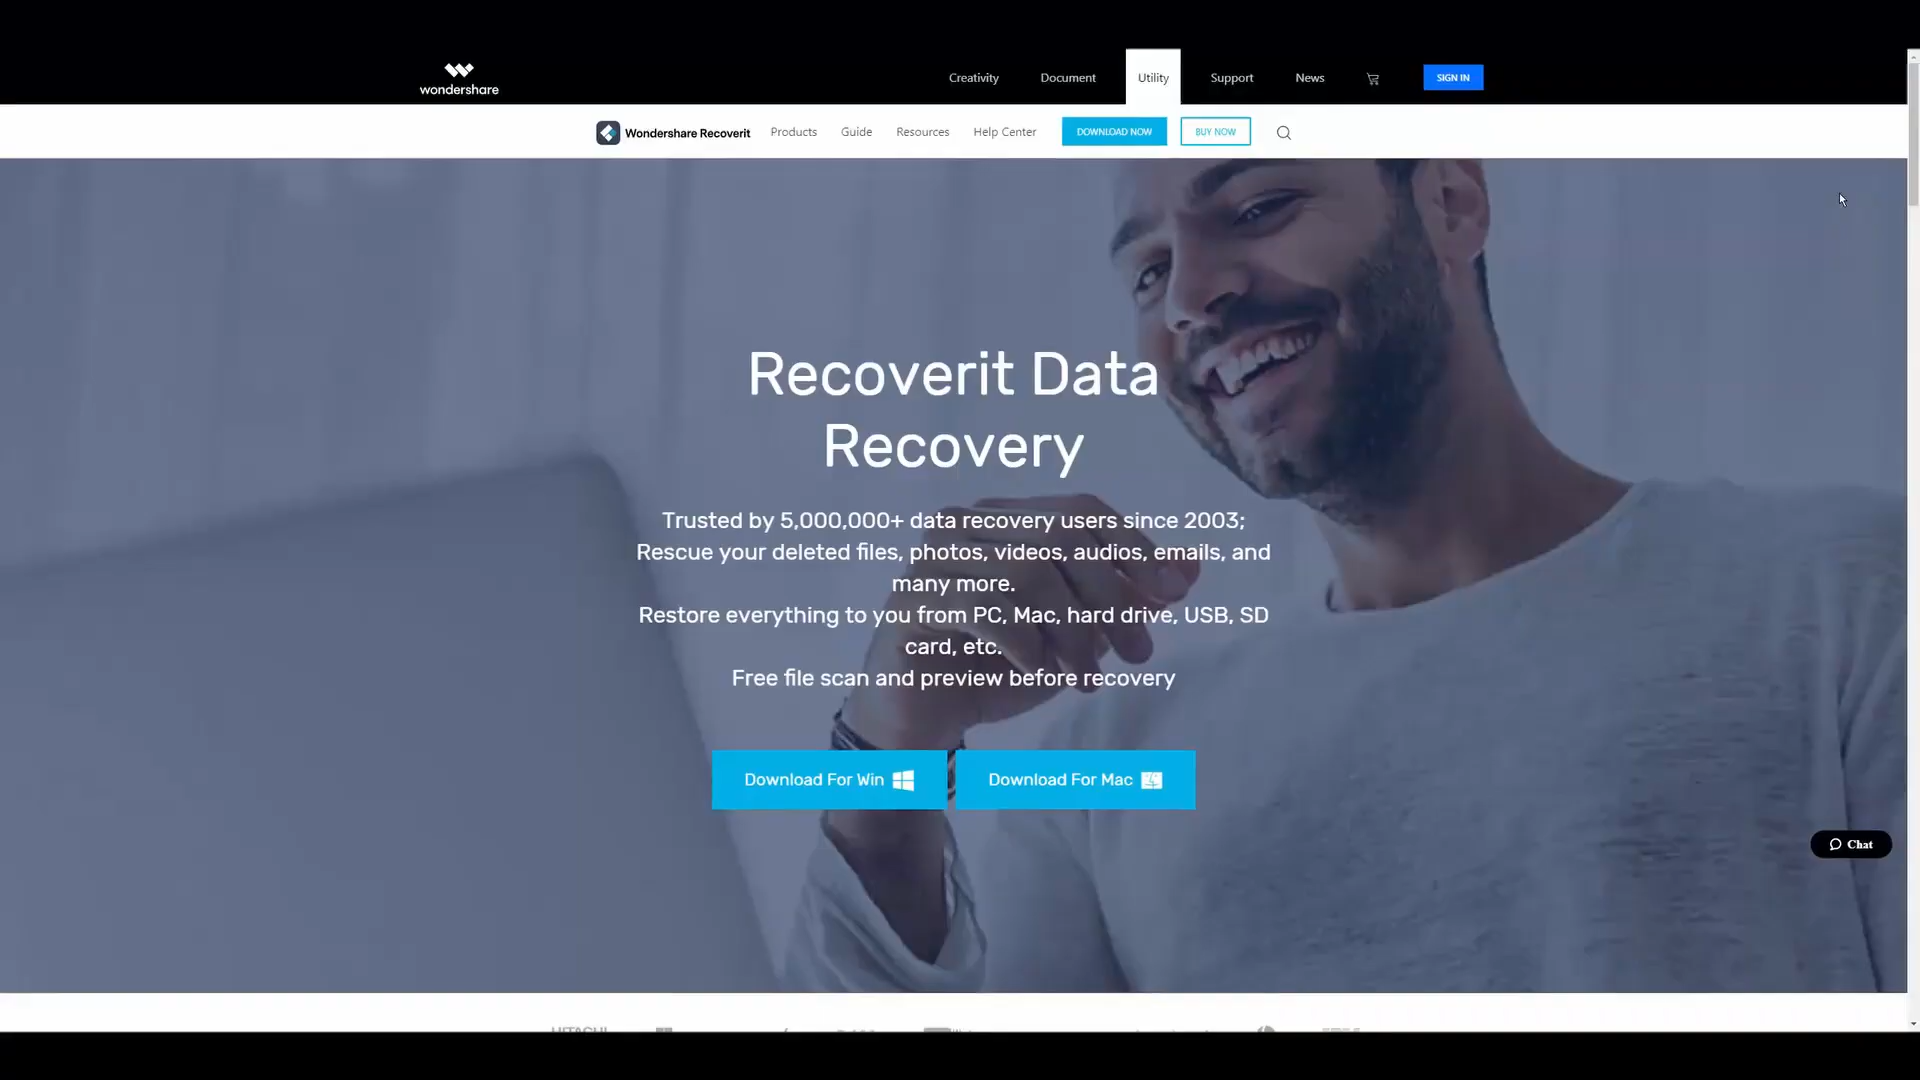 wondershare
Creativity Document Utility Support News SIGN IN
Wondershare Recoverit Products Guide Resources Help Center DOWNLOAD NOW BUY NOW
Recoverit Data
Recovery
Trusted by 5,000,000+ data recovery users since 2003;
Rescue your deleted files, photos, videos, audios, emails, and
many more.
Restore everything to you from PC, Mac, hard drive, USB, SD
card, etc.
Free file scan and preview before recovery
Download For Win Download For Mac
Chat
HITACHI